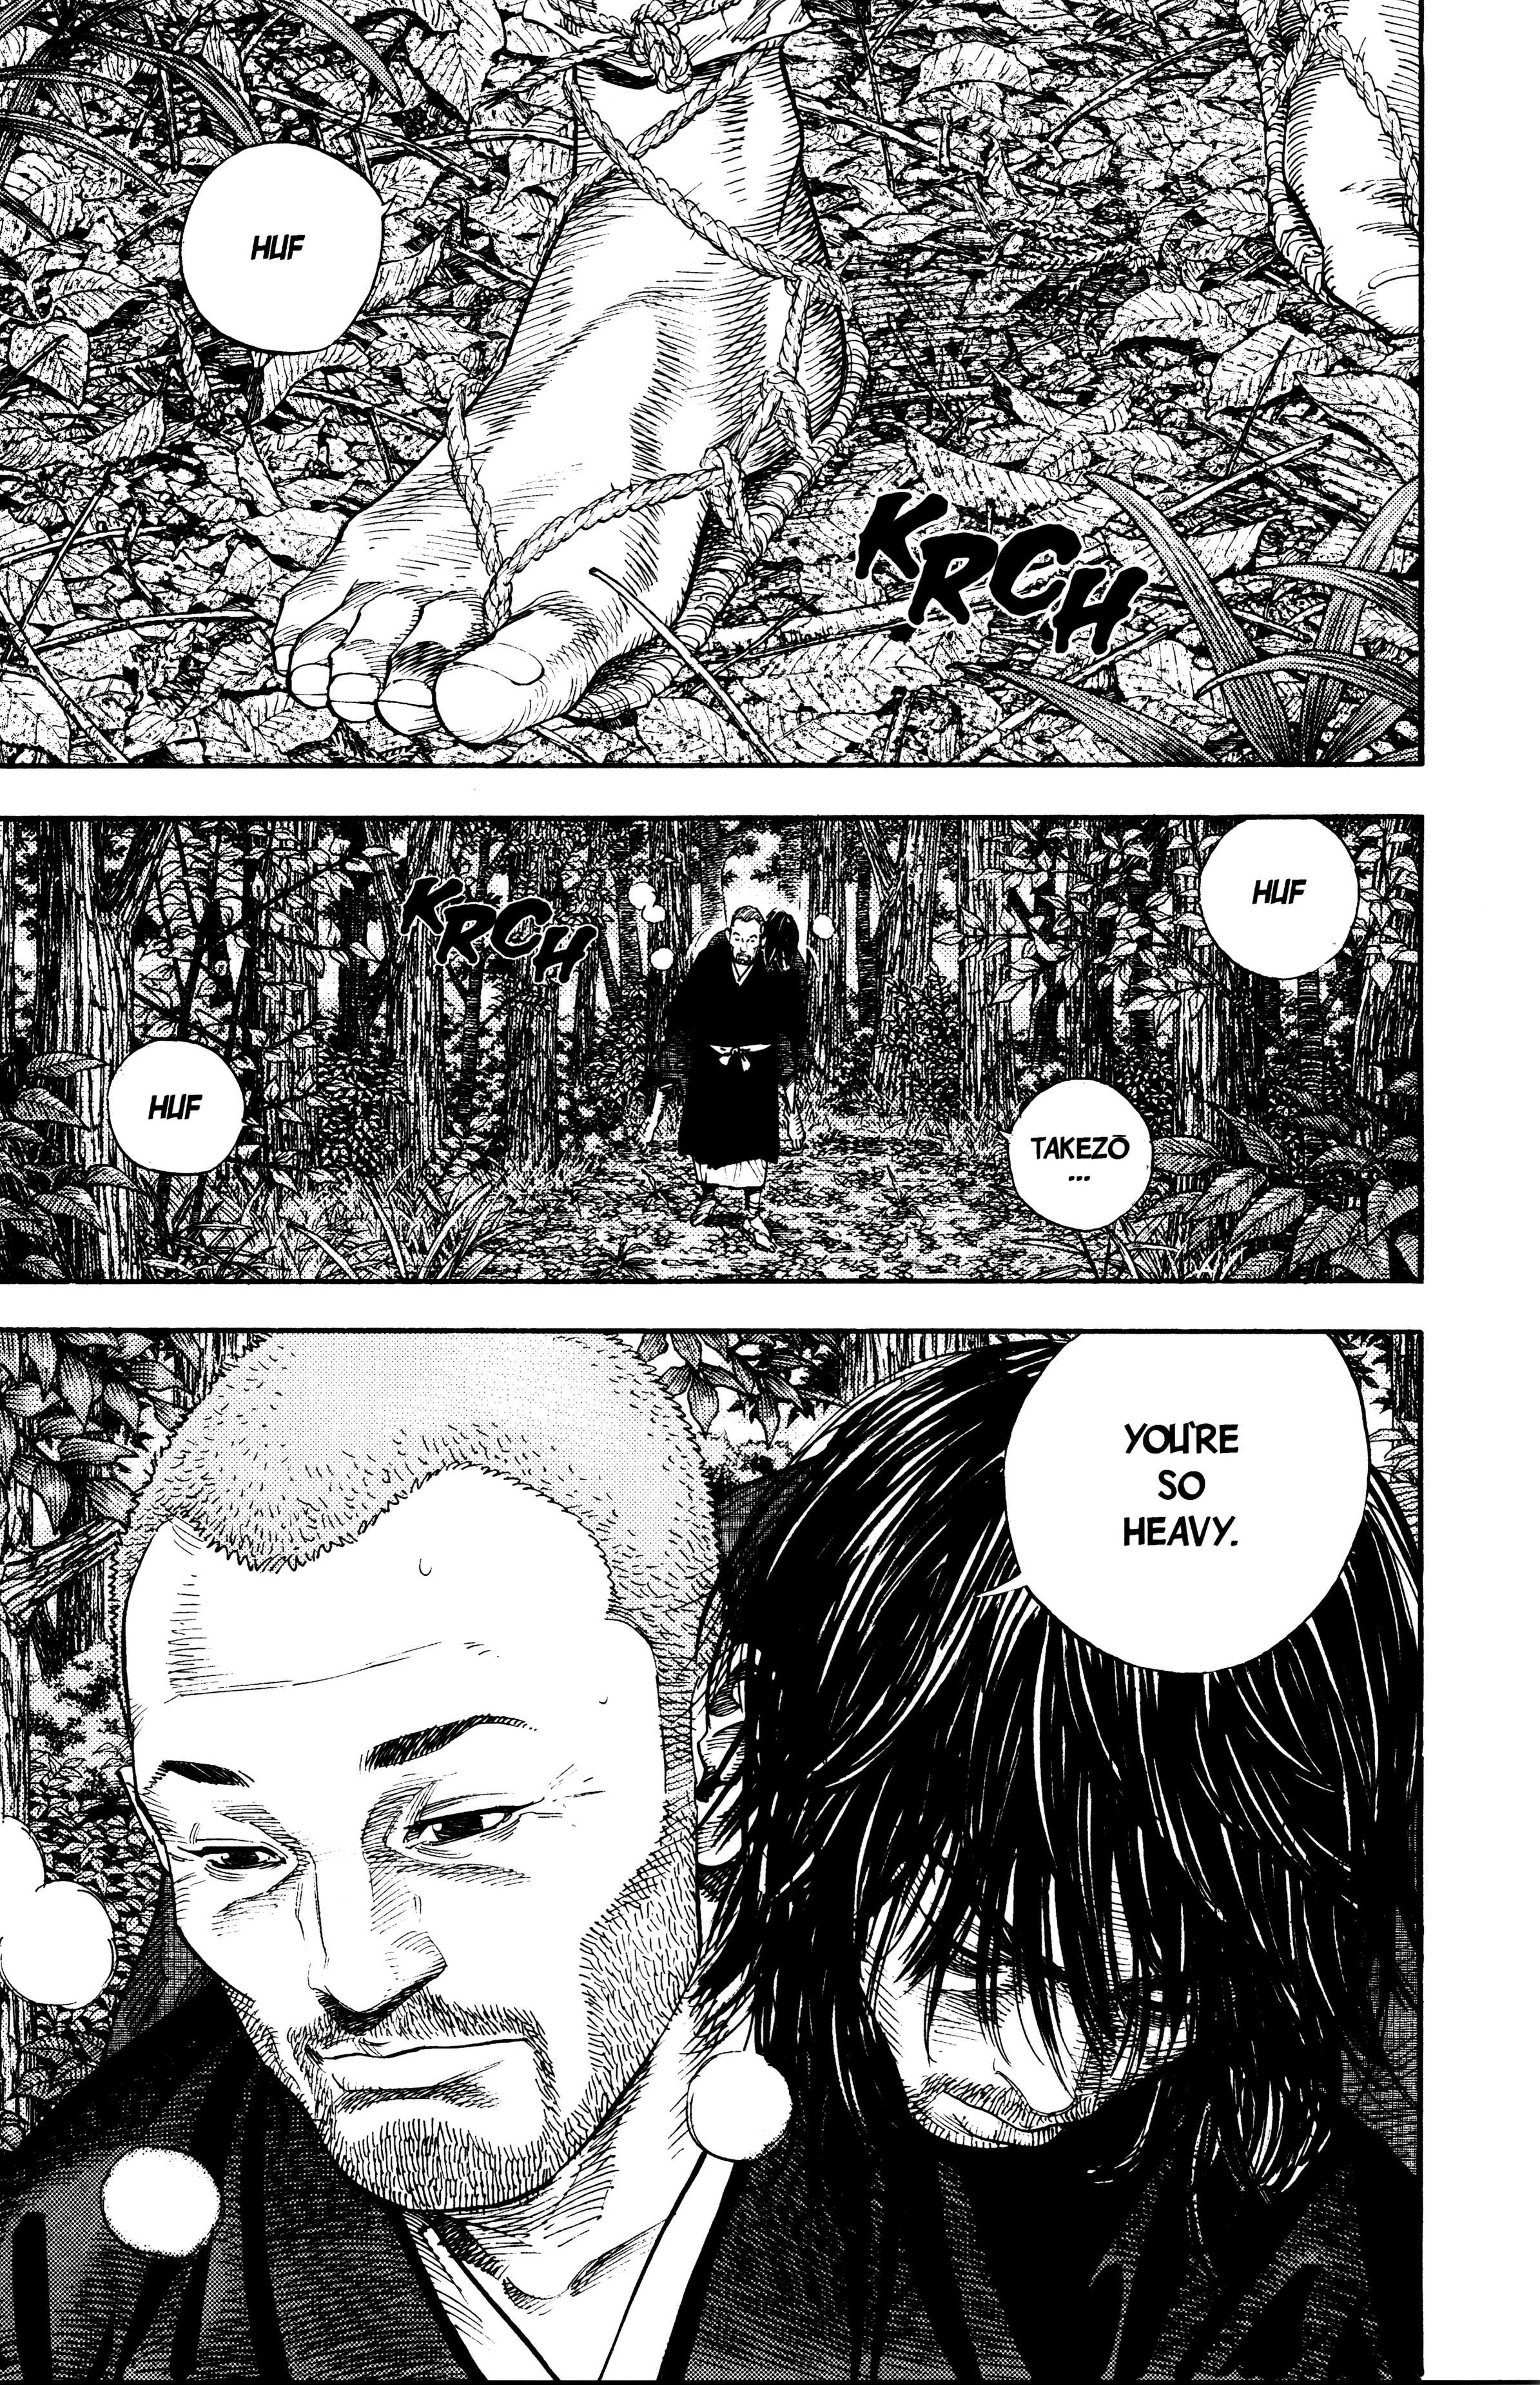 HUF
KRCH
HUF
KRCH
TAKEZŌ
...
HUF
YOU'RE
SO
HEAVY.